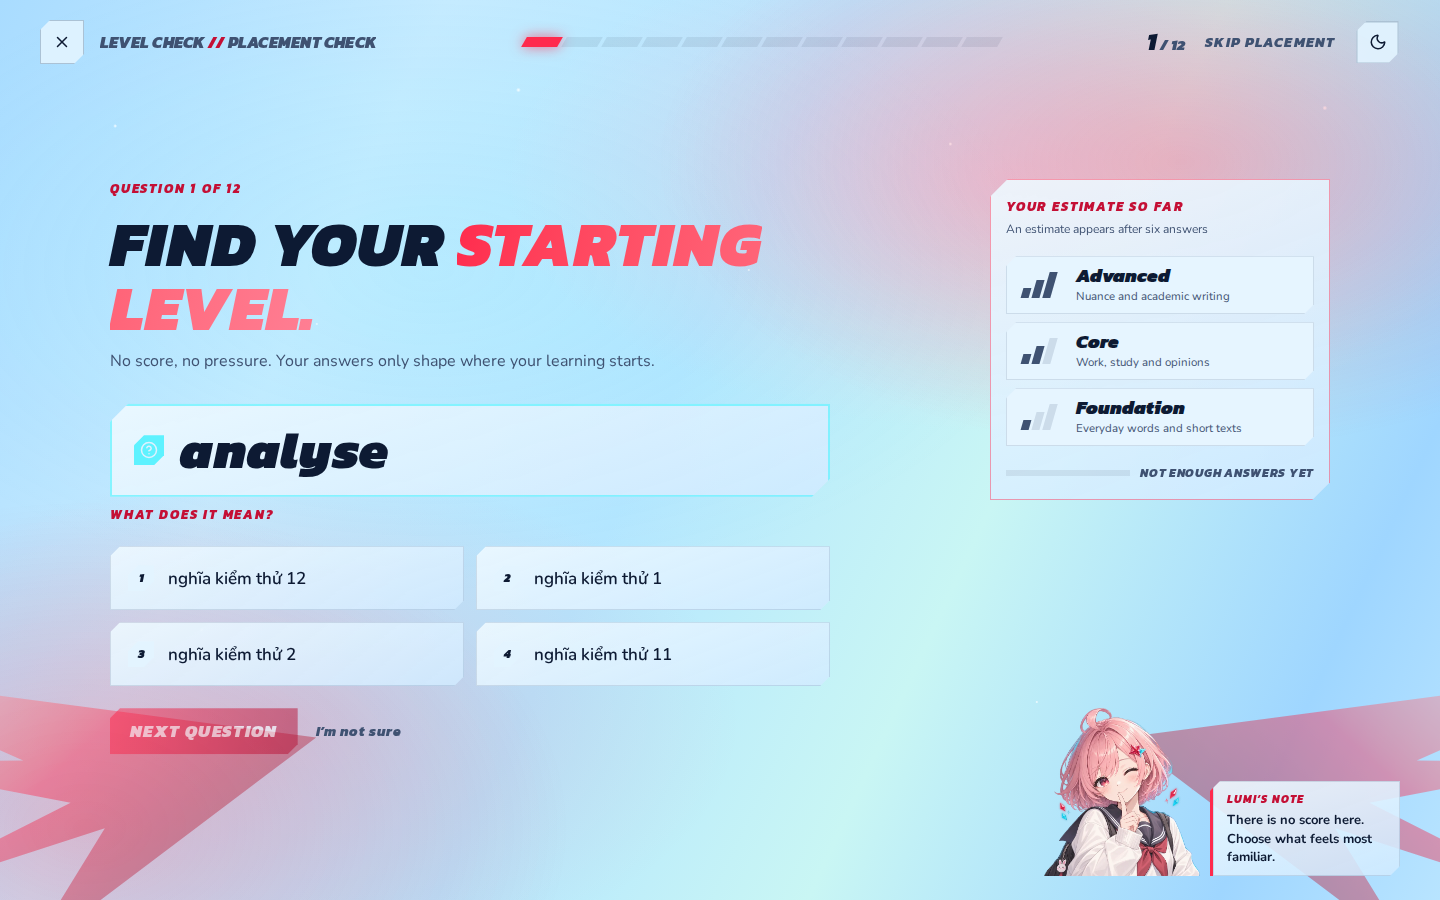 LEVEL CHECK // PLACEMENT CHECK
1 / 12
SKIP PLACEMENT
QUESTION 1 OF 12
FIND YOUR STARTING
LEVEL.
No score, no pressure. Your answers only shape where your learning starts.
analyse
WHAT DOES IT MEAN?
1 nghĩa kiểm thử 12
2 nghĩa kiểm thử 1
3 nghĩa kiểm thử 2
4 nghĩa kiểm thử 11
NEXT QUESTION
I'm not sure
YOUR ESTIMATE SO FAR
An estimate appears after six answers
Advanced
Nuance and academic writing
Core
Work, study and opinions
Foundation
Everyday words and short texts
NOT ENOUGH ANSWERS YET
LUMI'S NOTE
There is no score here.
Choose what feels most
familiar.